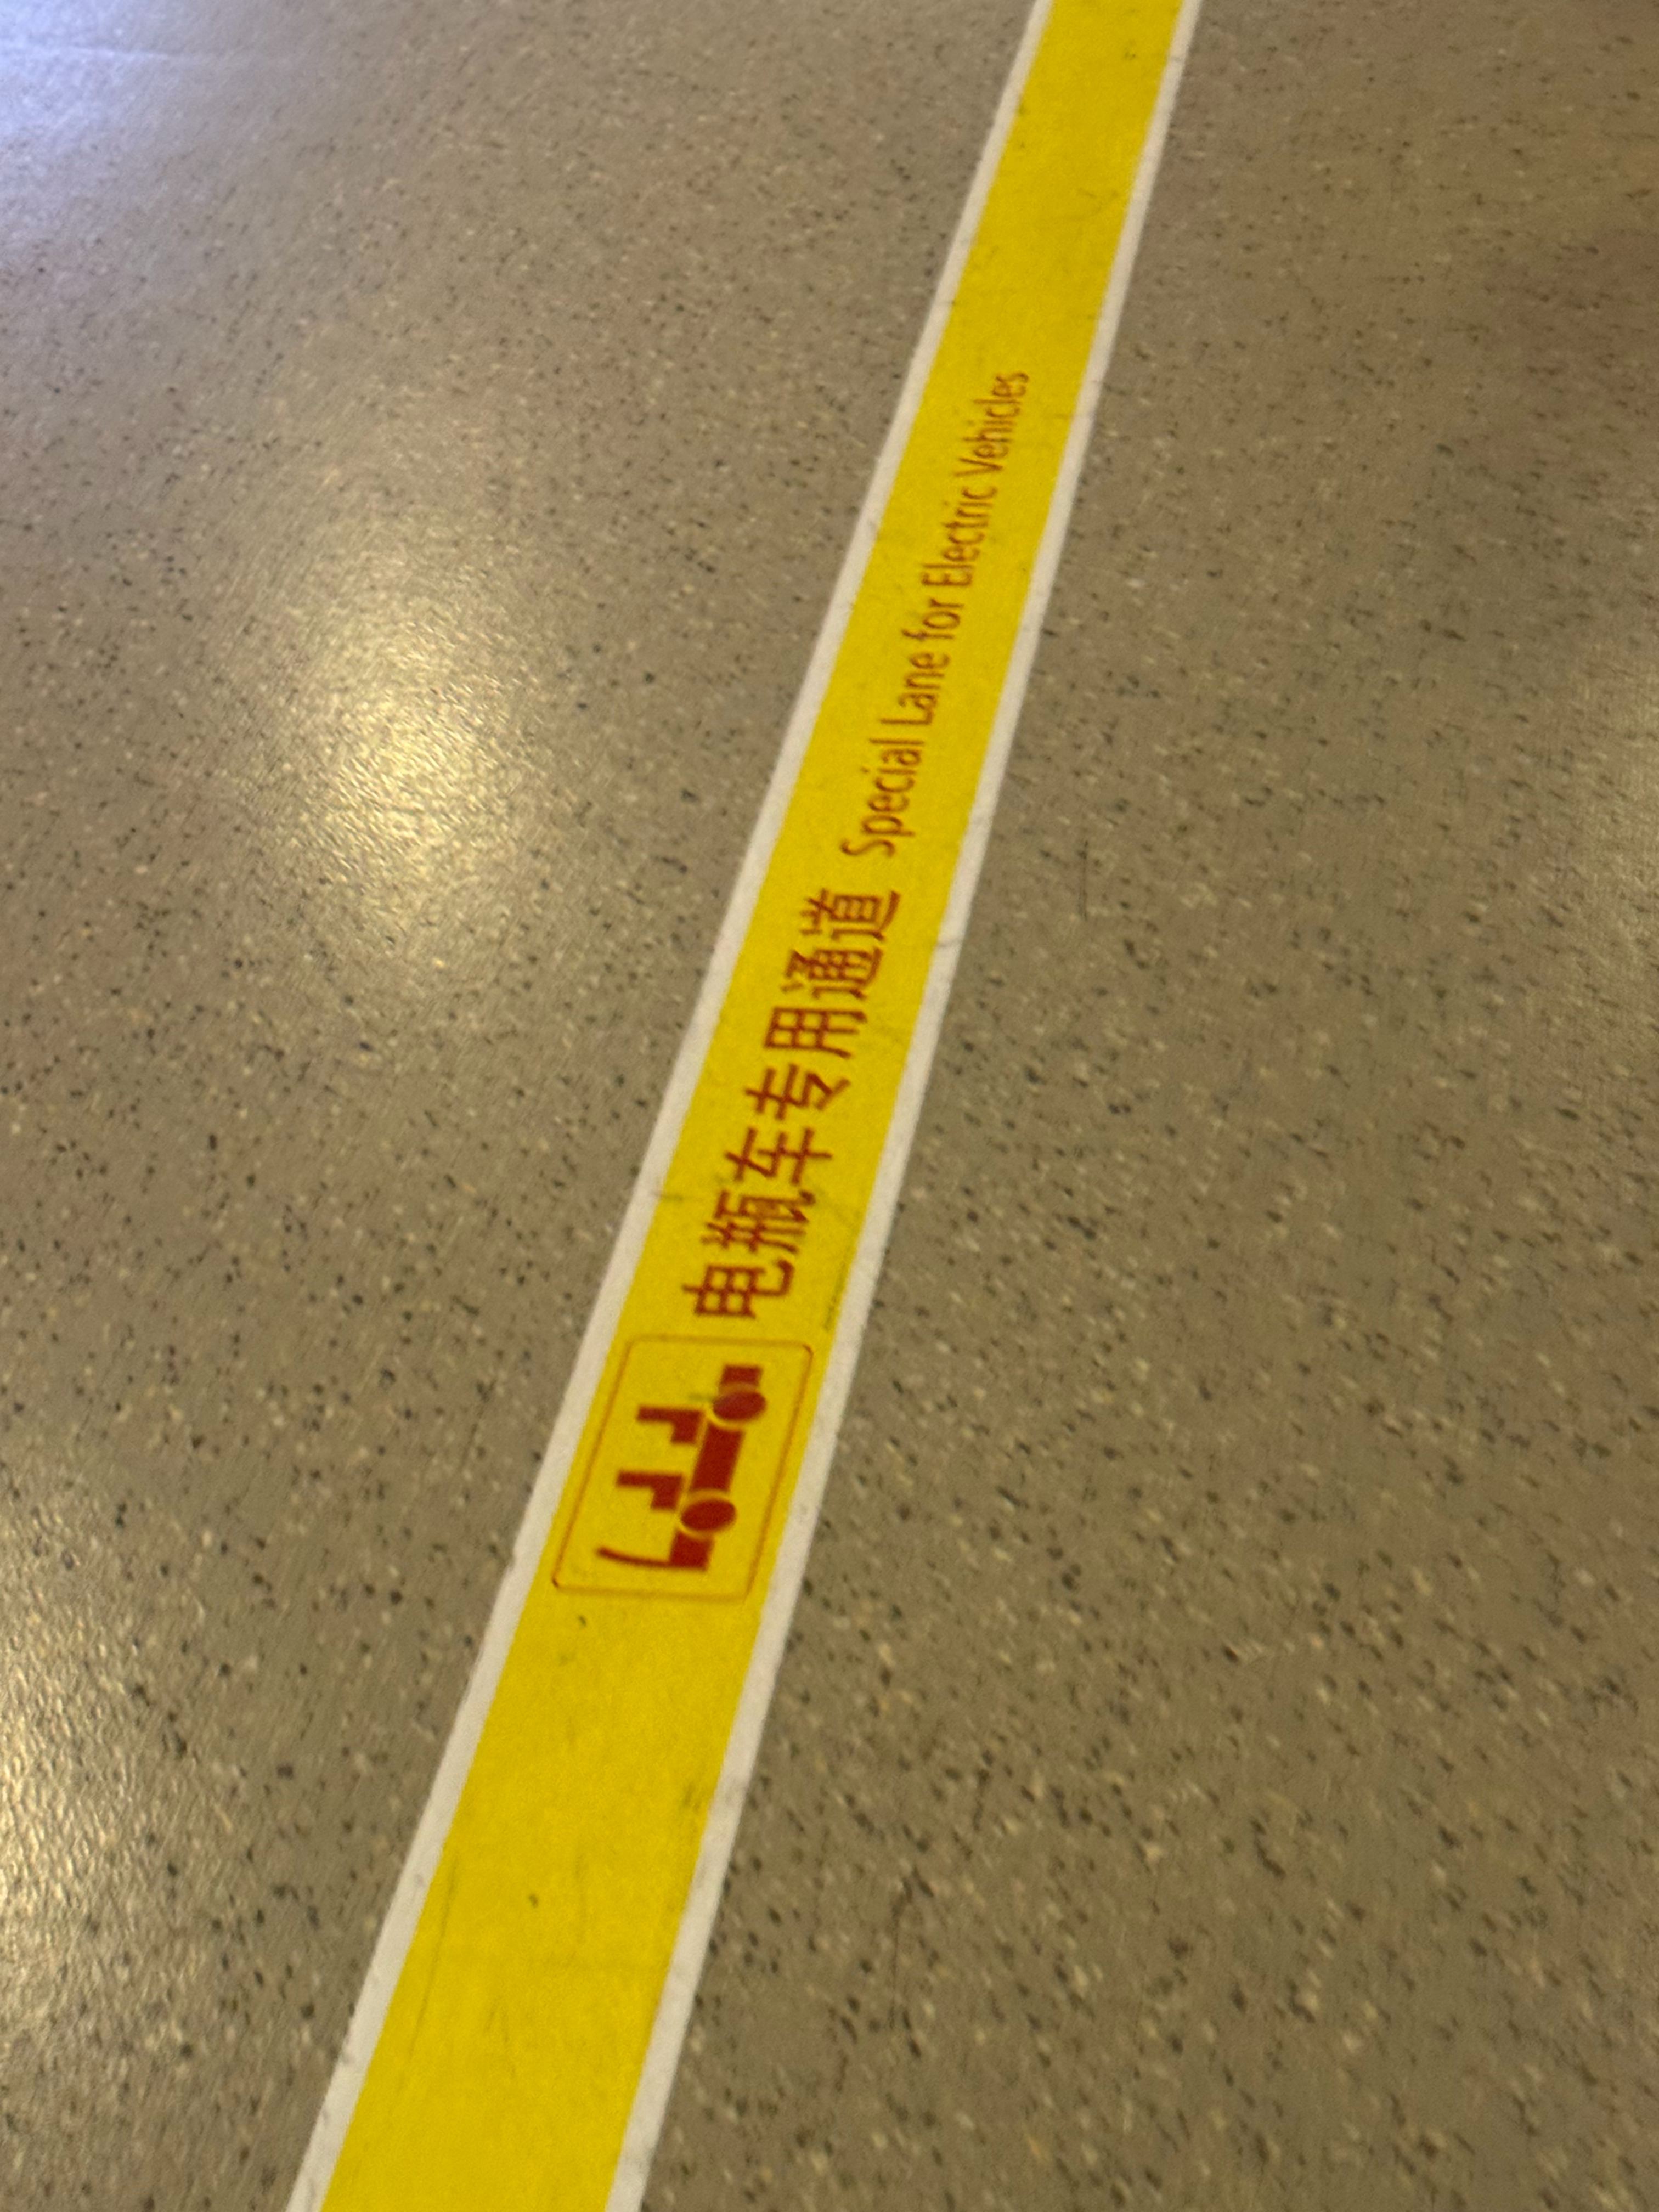 电瓶车专用通道 Special Lane for Electric Vehicles